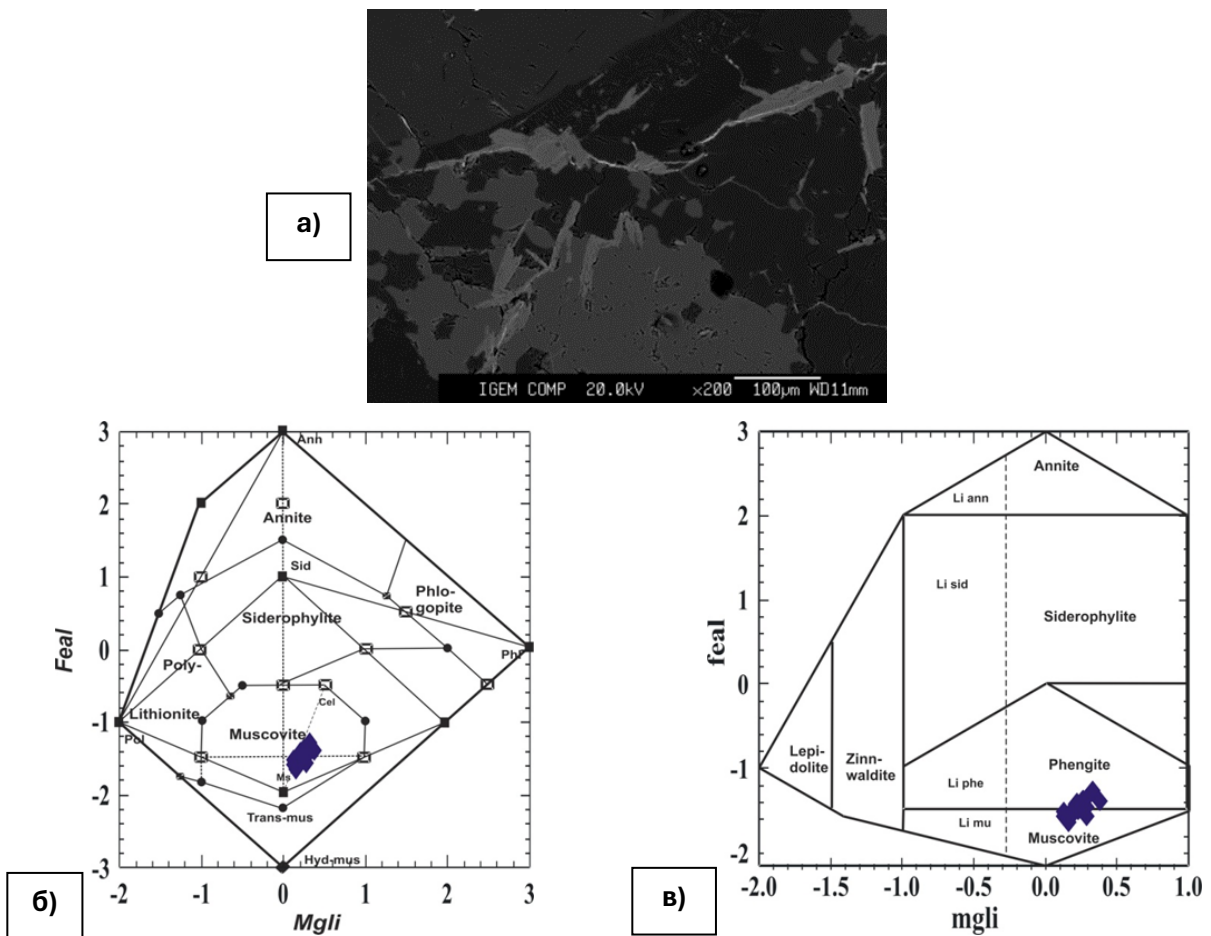 а)
IGEM COMP 20.0kV ×200 100µm WD11mm
3
2
1
0
-1
-2
-3
Feal
-2 -1 0 1 2 3
Mgli
Anh
Annite
Sid
Phlo-
gopite
Siderophylite
Phl
Poly-
Lithionite
Pol
Cel
Muscovite
Ms
Trans-mus
Hyd-mus
б)
3
2
1
0
-1
-2
feal
-2.0 -1.5 -1.0 -0.5 0.0 0.5 1.0
mgli
Annite
Li ann
Li sid
Siderophylite
Lepi-
dolite
Zinn-
waldite
Phengite
Li phe
Li mu
Muscovite
в)